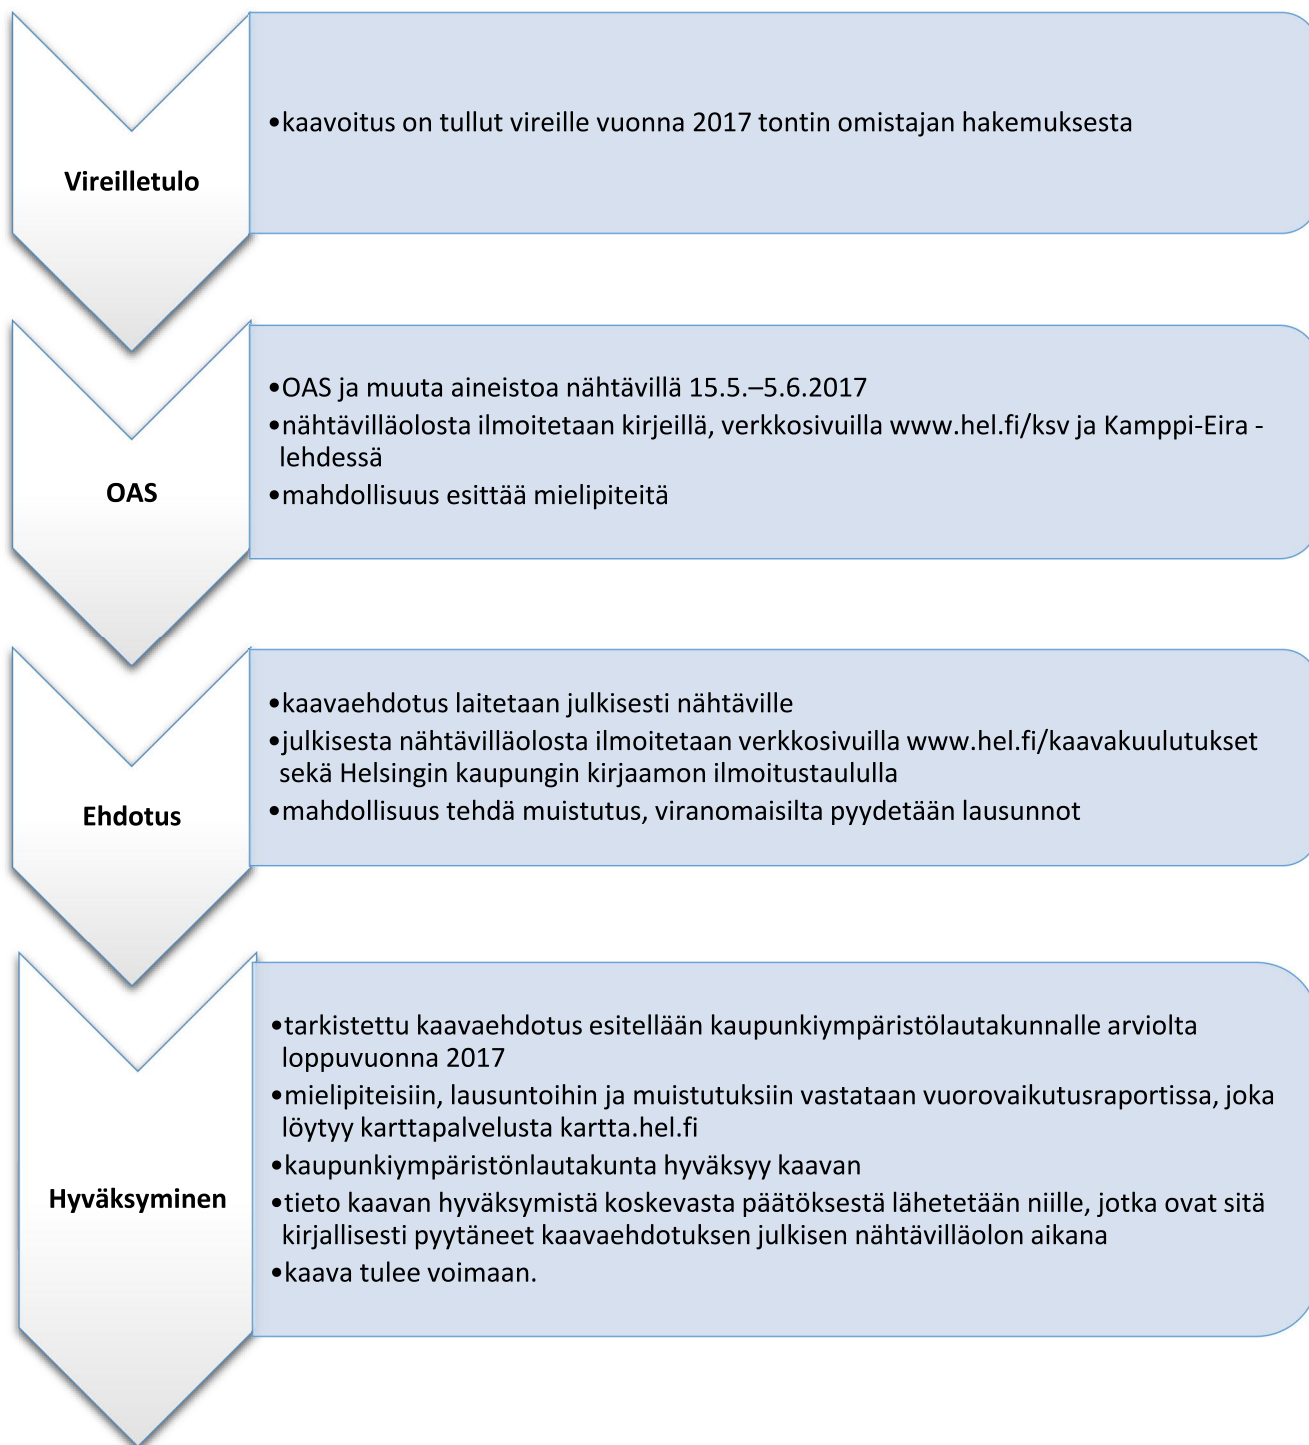 Vireilletulo
•kaavoitus on tullut vireille vuonna 2017 tontin omistajan hakemuksesta
OAS
•OAS ja muuta aineistoa nähtävillä 15.5.–5.6.2017
•nähtävilläolosta ilmoitetaan kirjeillä, verkkosivuilla www.hel.fi/ksv ja Kamppi-Eira -
lehdessä
•mahdollisuus esittää mielipiteitä
Ehdotus
•kaavaehdotus laitetaan julkisesti nähtäville
•julkisesta nähtävilläolosta ilmoitetaan verkkosivuilla www.hel.fi/kaavakuulutukset
sekä Helsingin kaupungin kirjaamon ilmoitustaululla
•mahdollisuus tehdä muistutus, viranomaisilta pyydetään lausunnot
Hyväksyminen
•tarkistettu kaavaehdotus esitellään kaupunkiympäristölautakunnalle arviolta
loppuvuonna 2017
•mielipiteisiin, lausuntoihin ja muistutuksiin vastataan vuorovaikutusraportissa, joka
löytyy karttapalvelusta kartta.hel.fi
•kaupunkiympäristönlautakunta hyväksyy kaavan
•tieto kaavan hyväksymistä koskevasta päätöksestä lähetetään niille, jotka ovat sitä
kirjallisesti pyytäneet kaavaehdotuksen julkisen nähtävilläolon aikana
•kaava tulee voimaan.